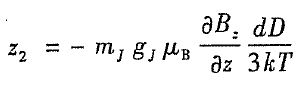 z₂ = − m_J g_J μ_B ∂B_z/∂z dD/3kT